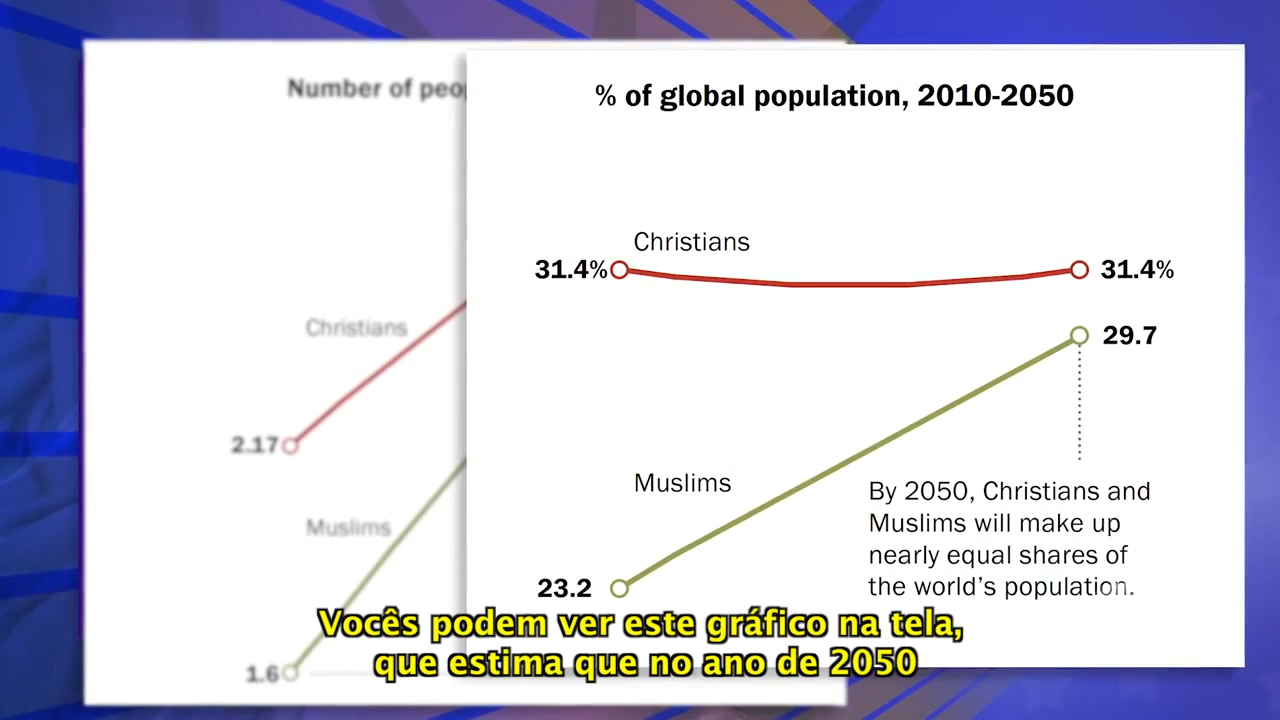 Number of peo
% of global population, 2010-2050
Christians
31.4%
31.4%
29.7
Christians
2.17
Muslims
By 2050, Christians and
Muslims will make up
nearly equal shares of
the world's population.
Muslims
23.2
1.6
Vocês podem ver este gráfico na tela,
que estima que no ano de 2050